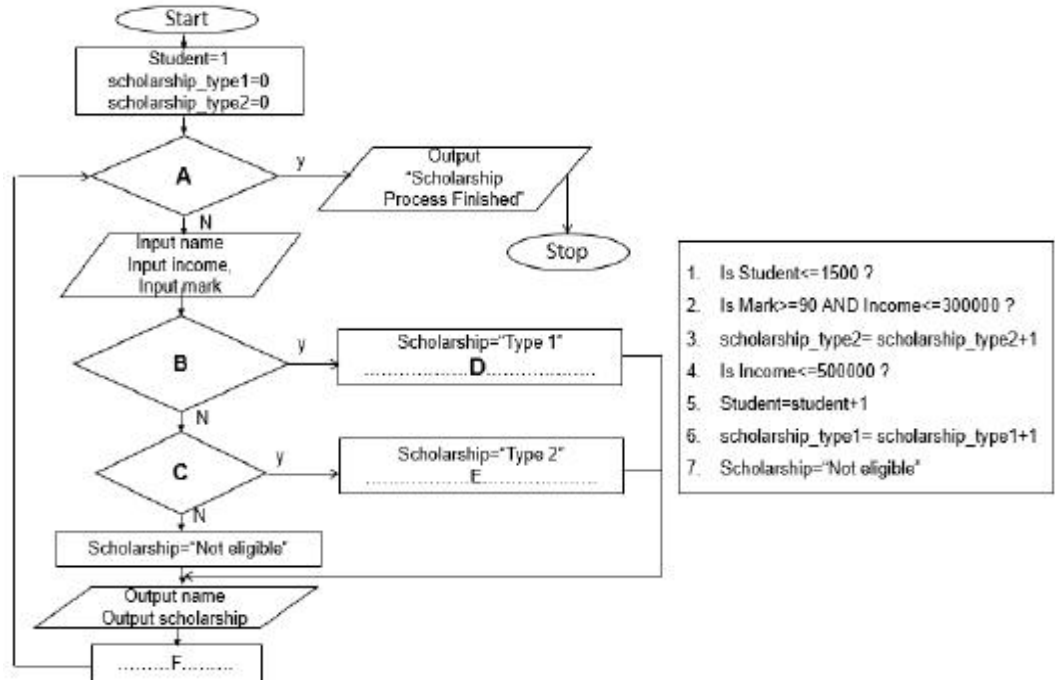 Start
Student=1
scholarship_type1=0
scholarship_type2=0
A
y
Output
"Scholarship
Process Finished"
N
Stop
Input name
Input income,
Input mark
B
y
Scholarship="Type 1"
D
N
C
y
Scholarship="Type 2"
E
N
Scholarship="Not eligible"
Output name
Output scholarship
F
1. Is Student<=1500 ?
2. Is Mark>=90 AND Income<=300000 ?
3. scholarship_type2= scholarship_type2+1
4. Is Income<=500000 ?
5. Student=student+1
6. scholarship_type1= scholarship_type1+1
7. Scholarship="Not eligible"